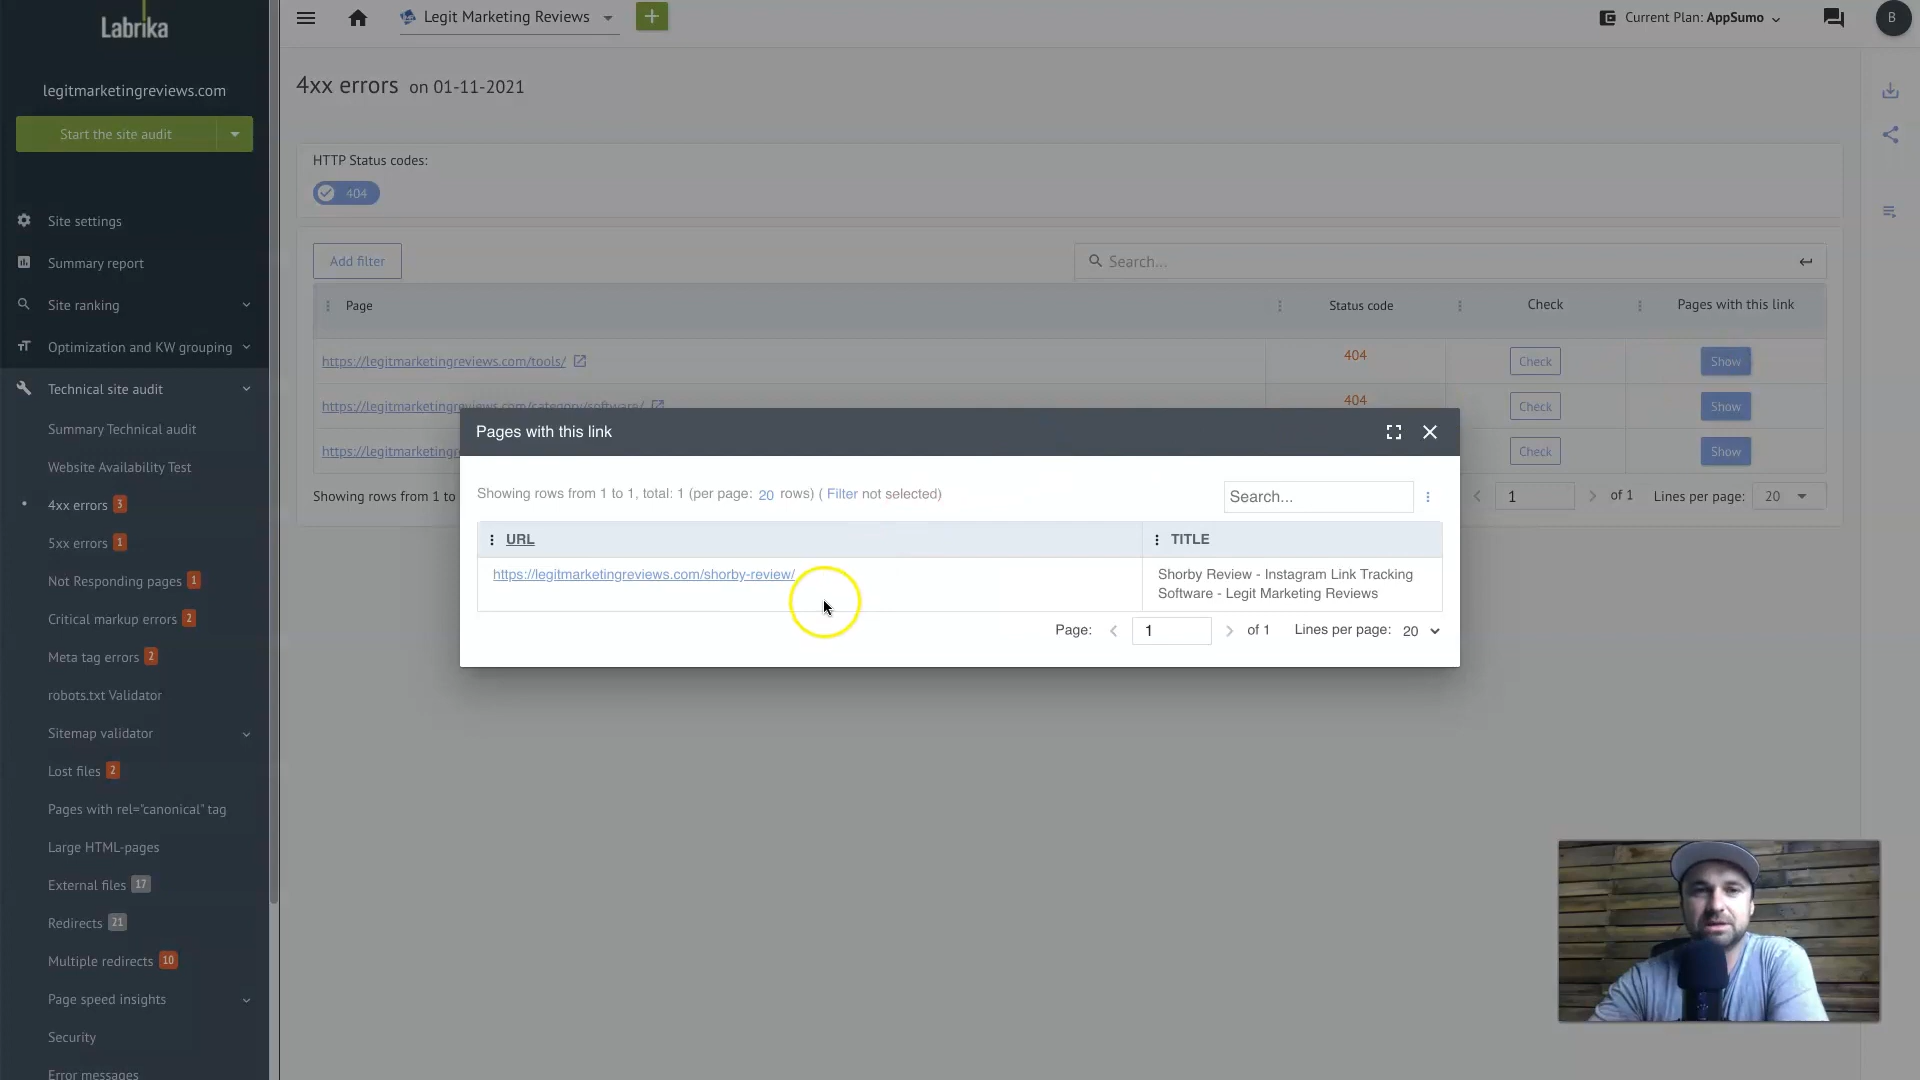 Labrika
legitmarketingreviews.com
Start the site audit
Site settings
Summary report
Site ranking
Optimization and KW grouping
Technical site audit
Summary Technical audit
Website Availability Test
4xx errors 3
5xx errors 1
Not Responding pages 1
Critical markup errors 2
Meta tag errors 2
robots.txt Validator
Sitemap validator
Lost files 2
Pages with rel="canonical" tag
Large HTML-pages
External files 17
Redirects 21
Multiple redirects 10
Page speed insights
Security
Error messages
Legit Marketing Reviews
Current Plan: AppSumo
B
4xx errors on 01-11-2021
HTTP Status codes:
404
Add filter
Search...
Page Status code Check Pages with this link
https://legitmarketingreviews.com/tools/ 404 Check Show
https://legitmarketingreviews.com/category/software/ 404 Check Show
https://legitmarketing Check Show
Showing rows from 1 to 1 of 1 Lines per page: 20
Pages with this link
Showing rows from 1 to 1, total: 1 (per page: 20 rows) ( Filter not selected)
Search...
URL TITLE
https://legitmarketingreviews.com/shorby-review/
Shorby Review - Instagram Link Tracking
Software - Legit Marketing Reviews
Page: 1 of 1 Lines per page: 20